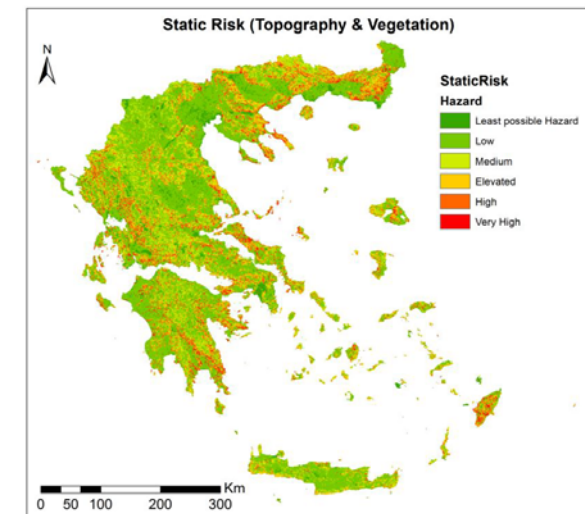 Static Risk (Topography & Vegetation)
N
StaticRisk
Hazard
Least possible Hazard
Low
Medium
Elevated
High
Very High
Km
0 50 100 200 300